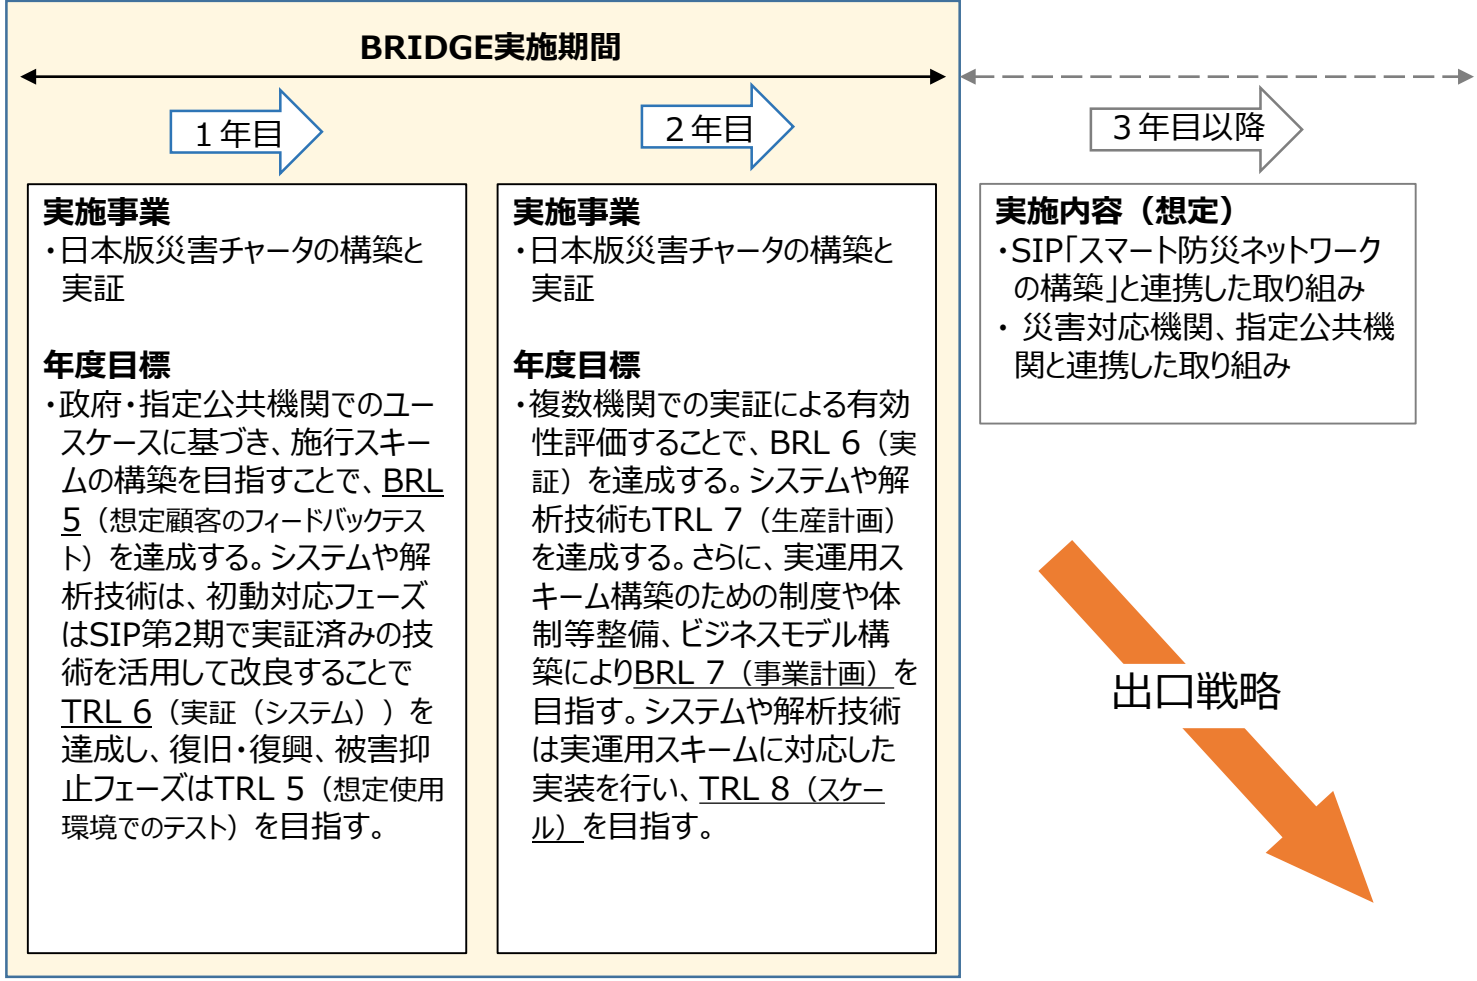 BRIDGE実施期間
１年目
２年目
３年目以降
実施事業
・日本版災害チャータの構築と
実証
年度目標
・政府・指定公共機関でのユー
スケースに基づき、施行スキー
ムの構築を目指すことで、BRL
5（想定顧客のフィードバックテス
ト）を達成する。システムや解
析技術は、初動対応フェーズ
はSIP第2期で実証済みの技
術を活用して改良することで
TRL 6（実証（システム））を
達成し、復旧・復興、被害抑
止フェーズはTRL 5（想定使用
環境でのテスト）を目指す。
実施事業
・日本版災害チャータの構築と
実証
年度目標
・複数機関での実証による有効
性評価することで、BRL 6（実
証）を達成する。システムや解
析技術もTRL 7（生産計画）
を達成する。さらに、実運用ス
キーム構築のための制度や体
制等整備、ビジネスモデル構
築によりBRL 7（事業計画）を
目指す。システムや解析技術
は実運用スキームに対応した
実装を行い、TRL 8（スケー
ル）を目指す。
実施内容（想定）
・SIP「スマート防災ネットワーク
の構築」と連携した取り組み
・ 災害対応機関、指定公共機
関と連携した取り組み
出口戦略